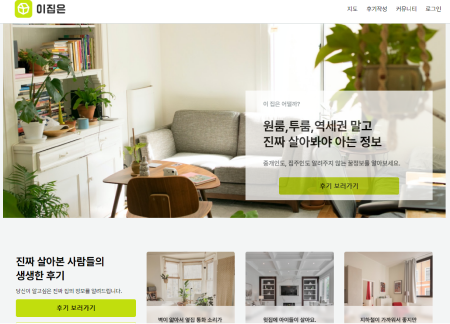 이집은
지도 후기작성 커뮤니티 로그인
이 집은 어떨까?
원룸,투룸,역세권 말고
진짜 살아봐야 아는 정보
중개인도, 집주인도 알려주지 않는 꿀정보를 알아보세요.
후기 보러가기
진짜 살아본 사람들의
생생한 후기
당신이 알고싶은 진짜 집의 정보를 알려드립니다.
후기 보러가기
벽이 얇아서 옆집 통화 소리가
윗집에 아이들이 살아요.
지하철이 가까워서 좋지만